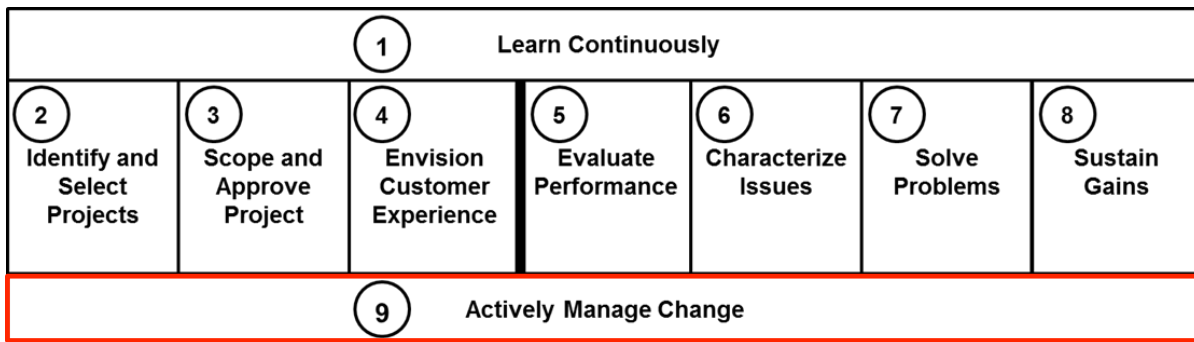 1 Learn Continuously
2
Identify and
Select
Projects
3
Scope and
Approve
Project
4
Envision
Customer
Experience
5
Evaluate
Performance
6
Characterize
Issues
7
Solve
Problems
8
Sustain
Gains
9 Actively Manage Change